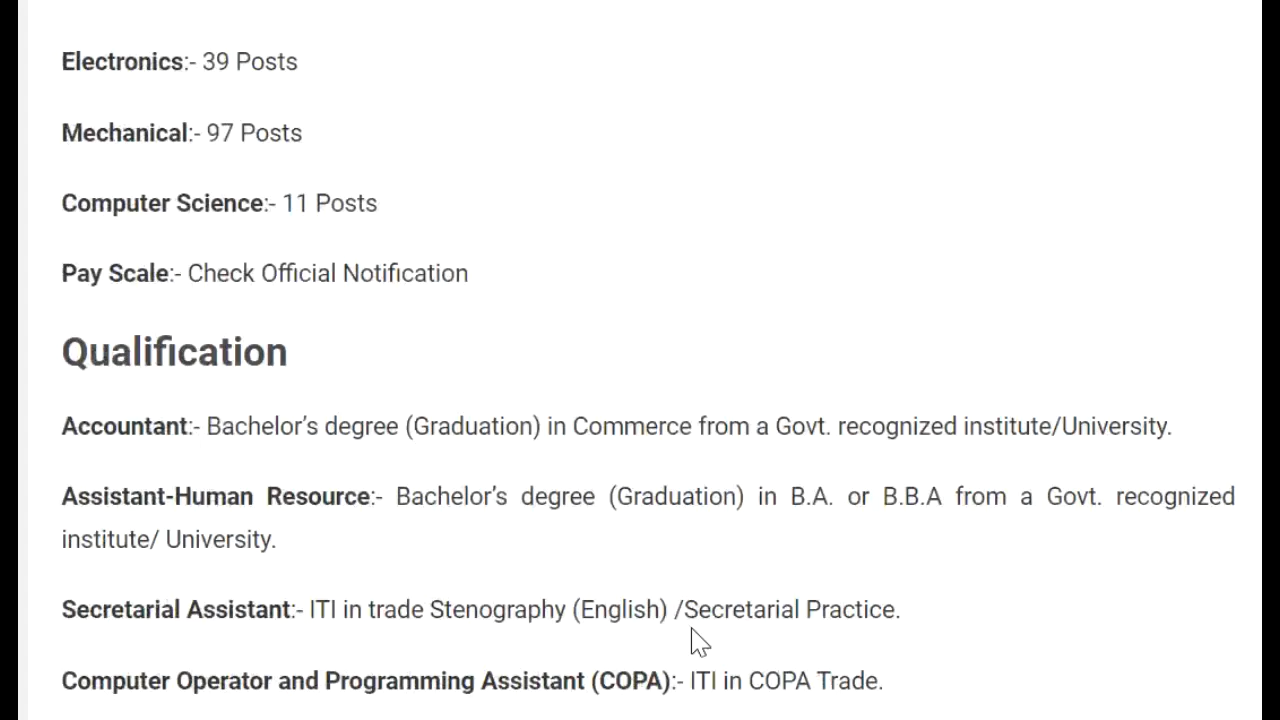 Electronics:- 39 Posts
Mechanical:- 97 Posts
Computer Science:- 11 Posts
Pay Scale:- Check Official Notification
Qualification
Accountant:- Bachelor’s degree (Graduation) in Commerce from a Govt. recognized institute/University.
Assistant-Human Resource:- Bachelor’s degree (Graduation) in B.A. or B.B.A from a Govt. recognized
institute/ University.
Secretarial Assistant:- ITI in trade Stenography (English) /Secretarial Practice.
Computer Operator and Programming Assistant (COPA):- ITI in COPA Trade.